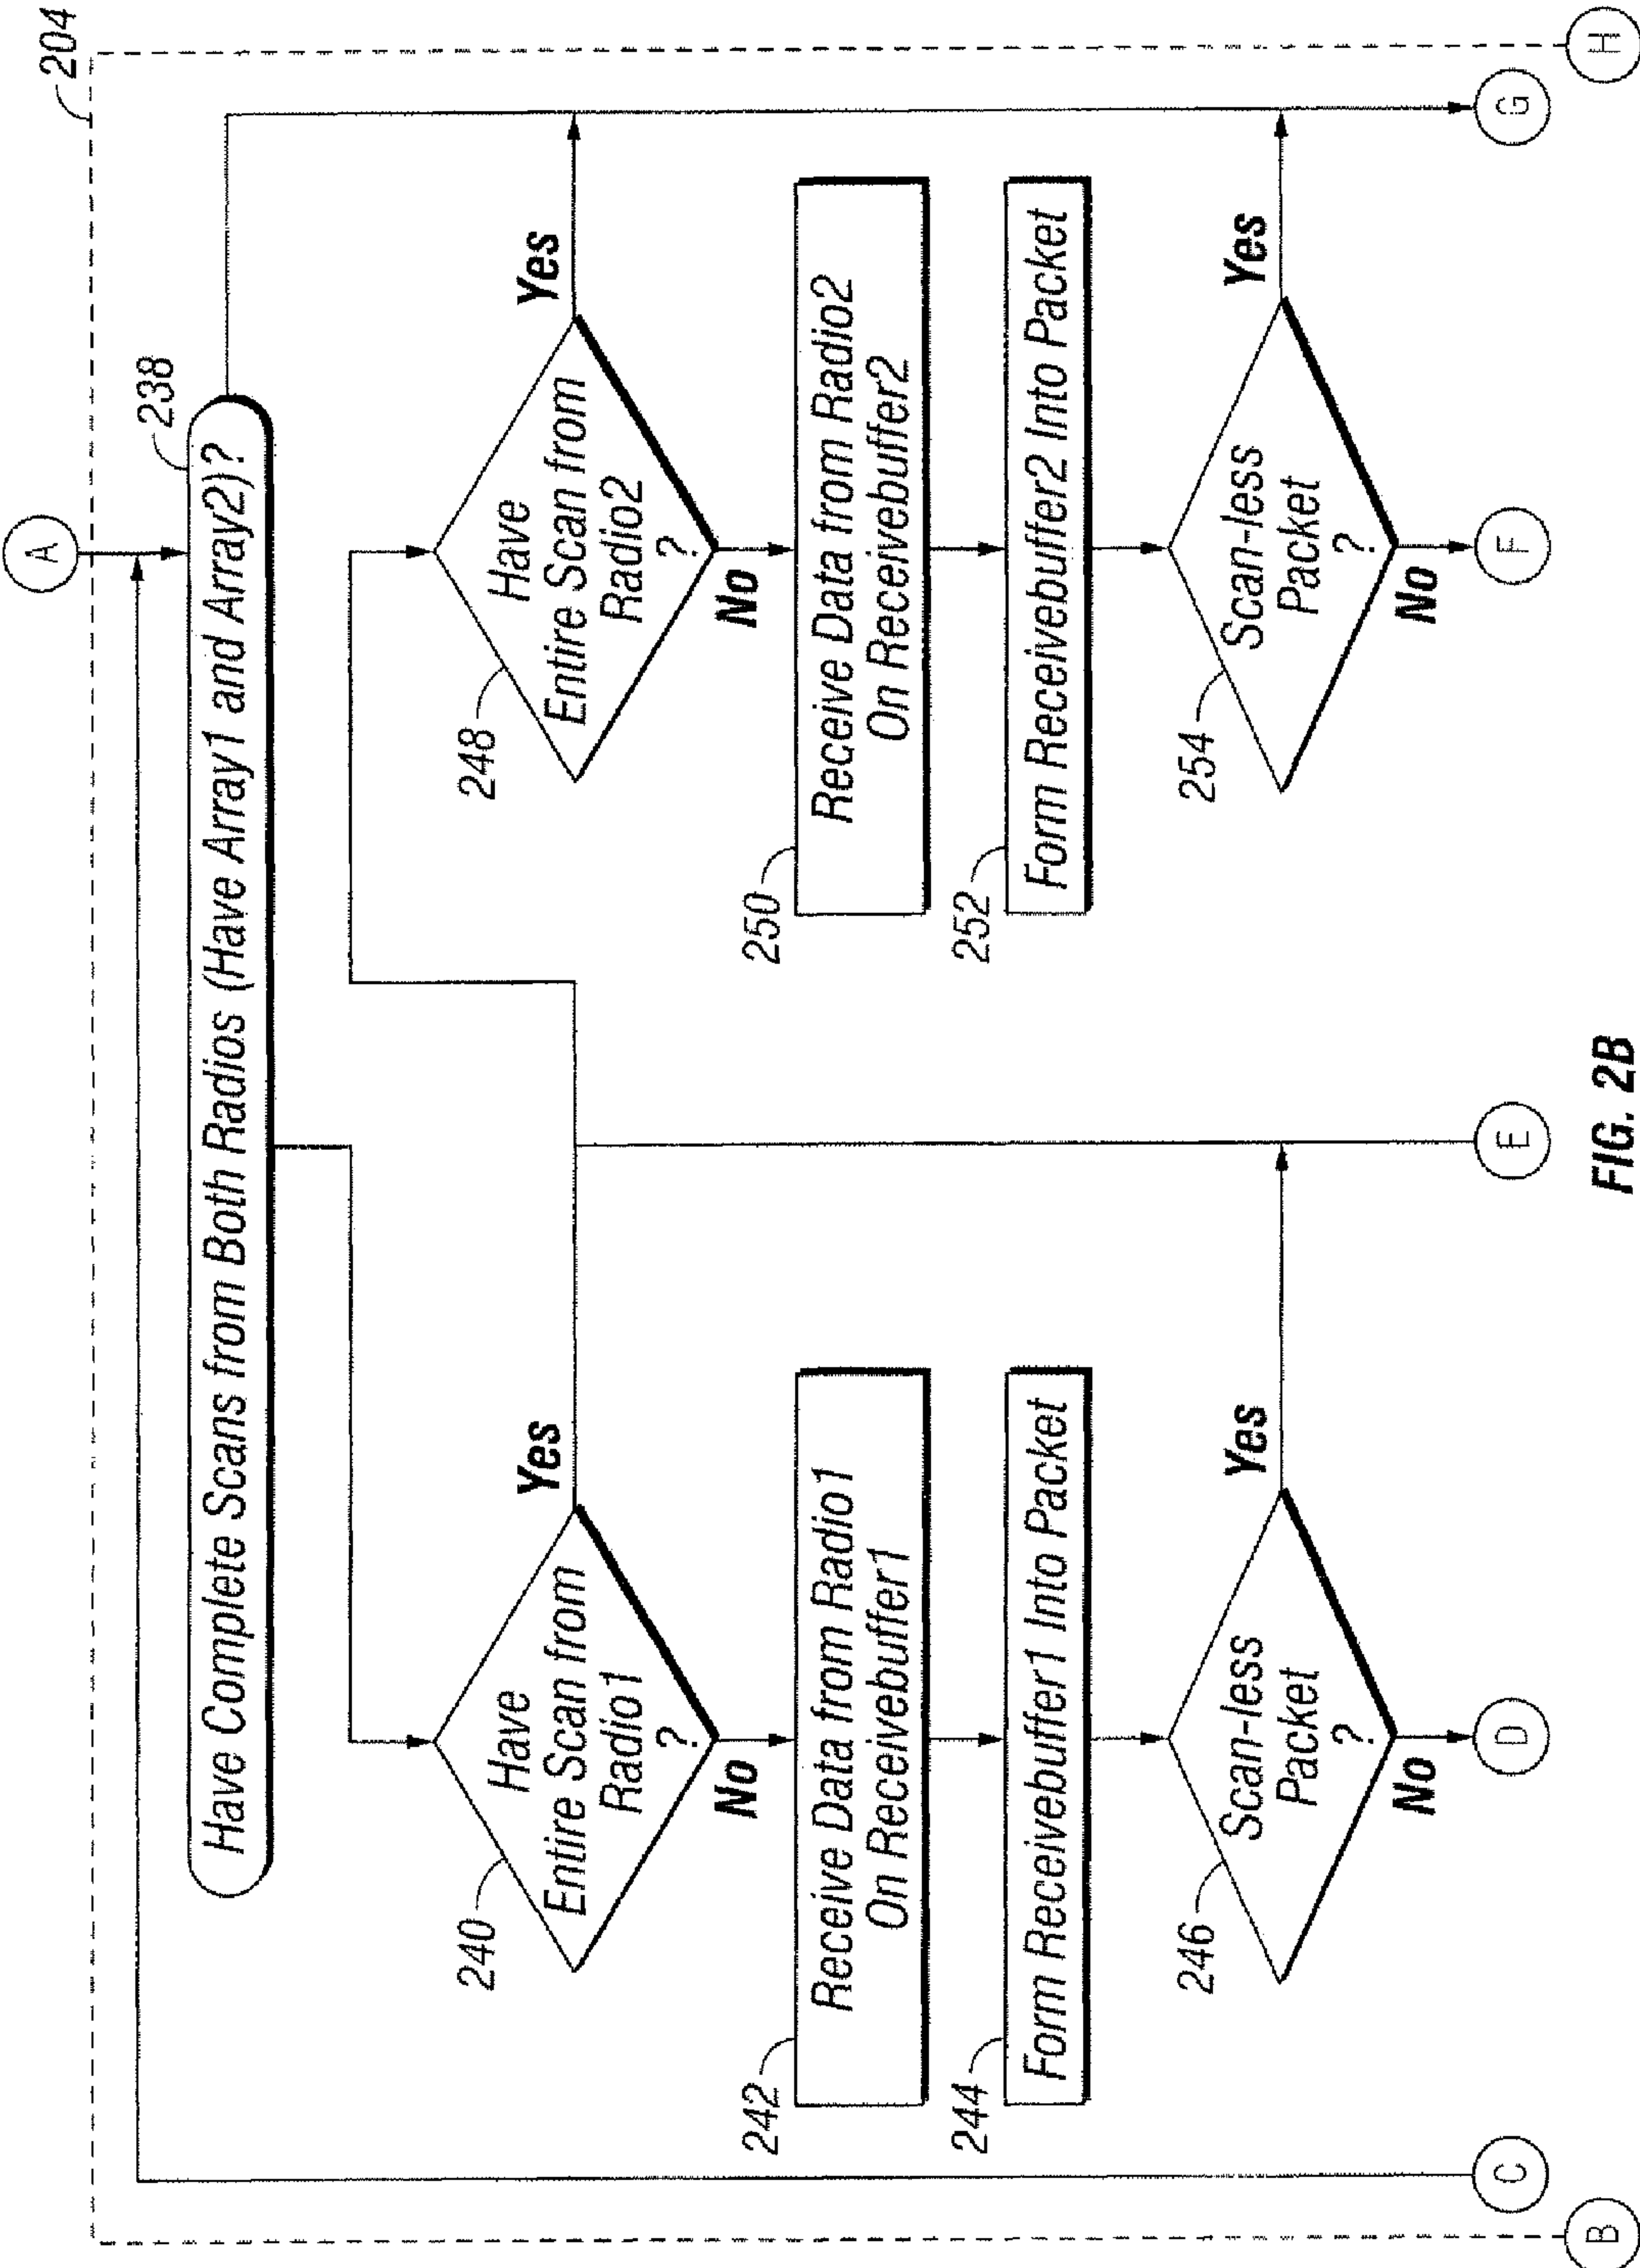 204
A
238
Have Complete Scans from Both Radios (Have Array1 and Array2)?
240
Have
Entire Scan from
Radio1
?
Yes
No
242
Receive Data from Radio1
On Receivebuffer1
244
Form Receivebuffer1 Into Packet
246
Scan-less
Packet
?
Yes
No
248
Have
Entire Scan from
Radio2
?
Yes
No
250
Receive Data from Radio2
On Receivebuffer2
252
Form Receivebuffer2 Into Packet
254
Scan-less
Packet
?
Yes
No
B
C
D
E
F
G
H
FIG. 2B